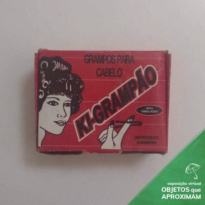 GRAMPOS PARA
CABELO
KI-GRAMPÃO
exposição virtual
OBJETOS que
APROXIMAM